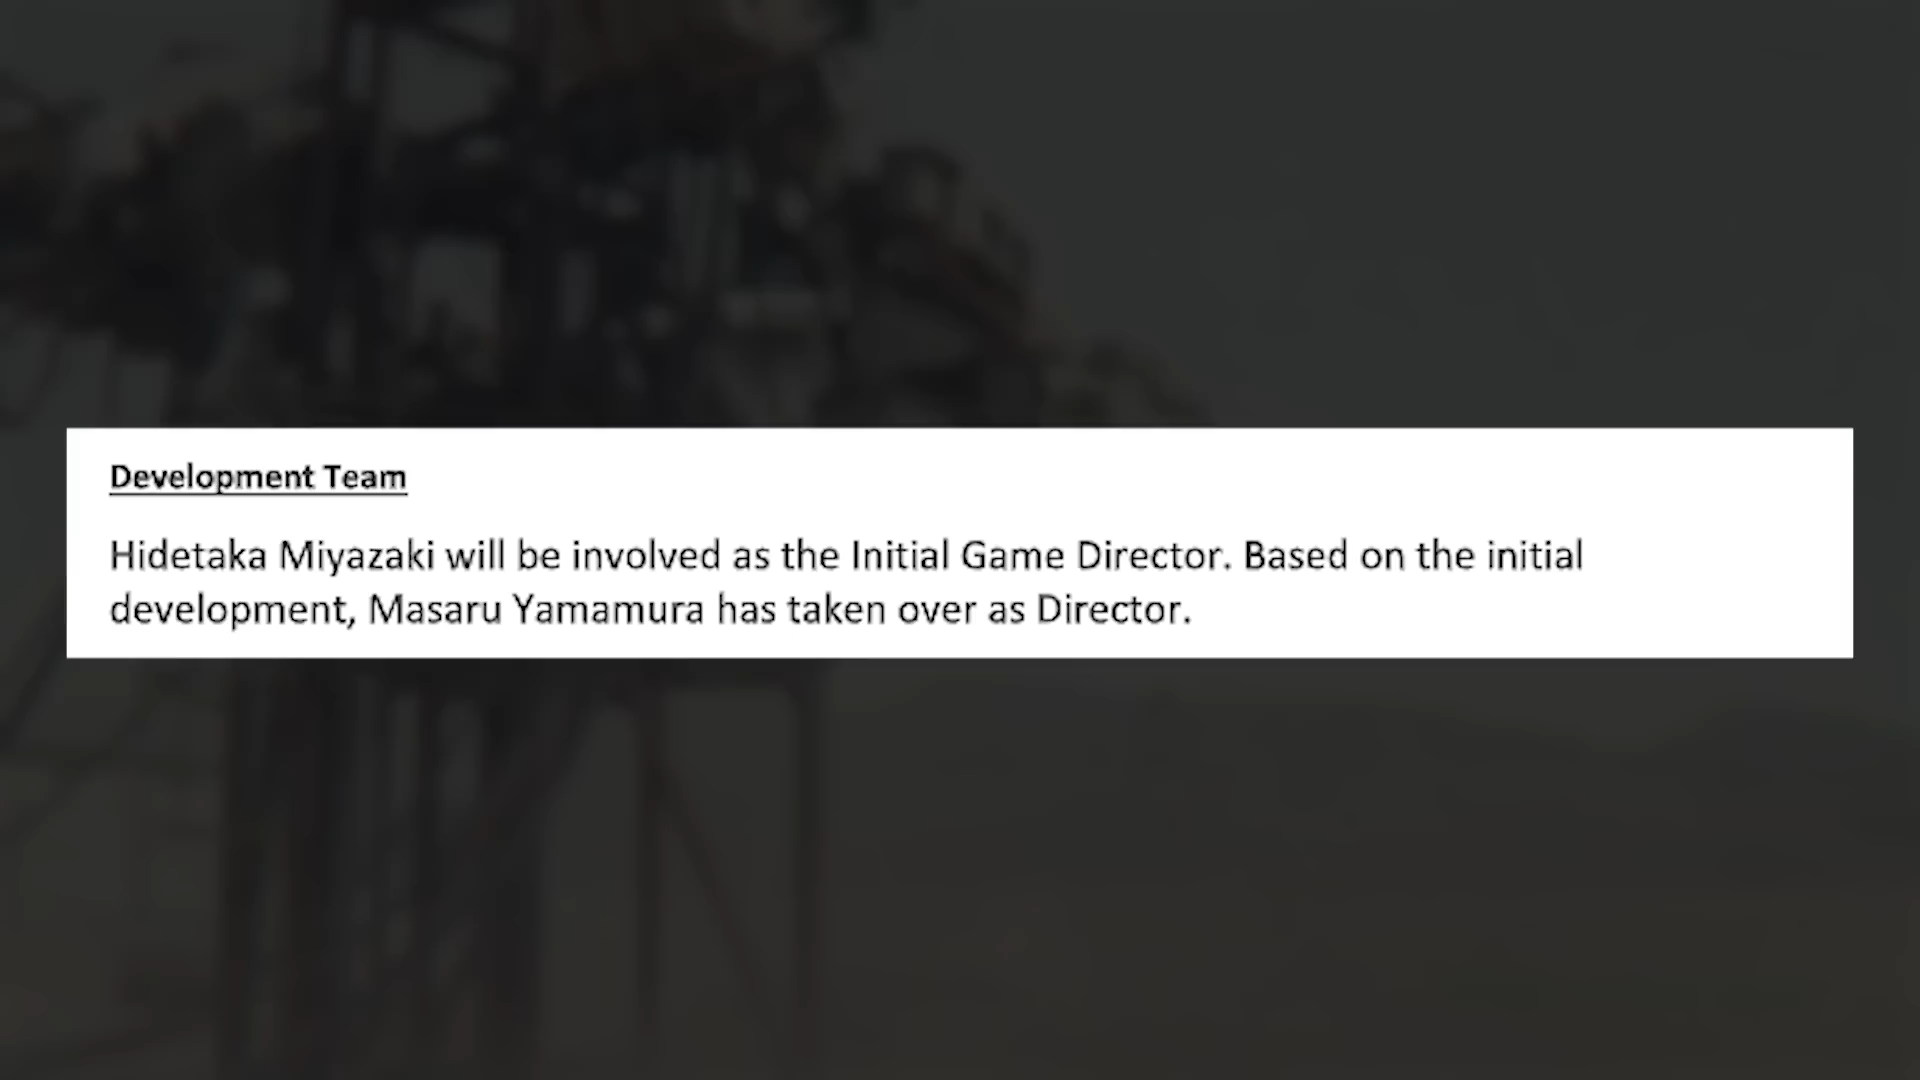 Development Team
Hidetaka Miyazaki will be involved as the Initial Game Director. Based on the initial
development, Masaru Yamamura has taken over as Director.